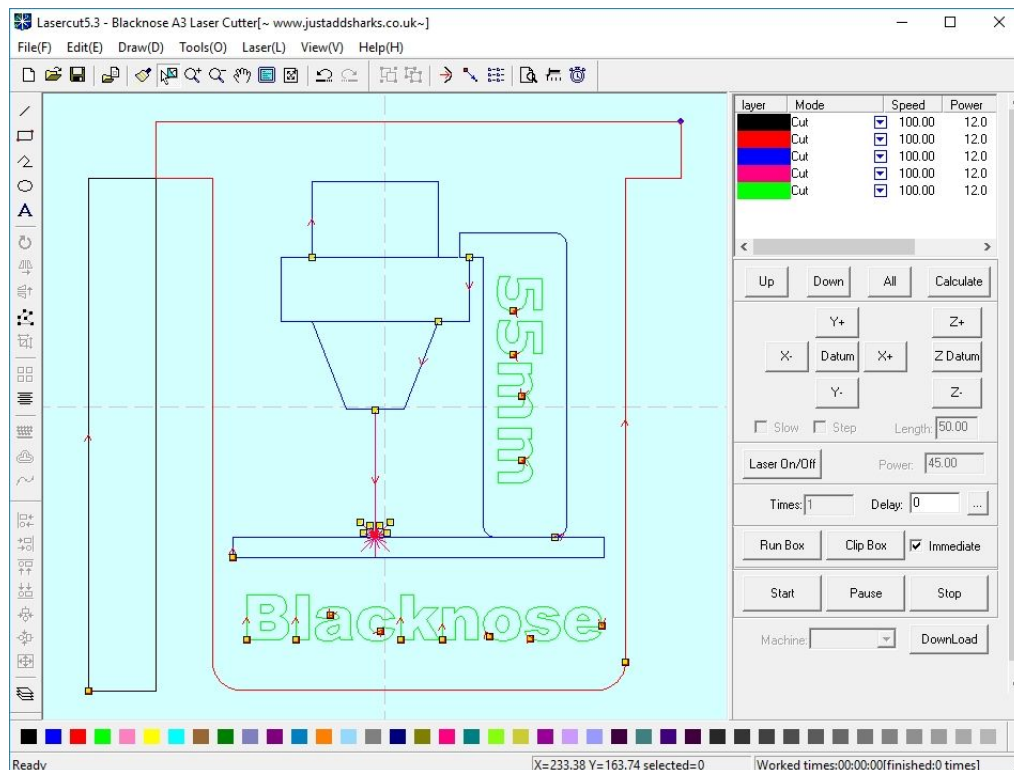 Lasercut5.3 - Blacknose A3 Laser Cutter[~ www.justaddsharks.co.uk~]
File(F) Edit(E) Draw(D) Tools(O) Laser(L) View(V) Help(H)
layer Mode Speed Power
Cut 100.00 12.0
Cut 100.00 12.0
Cut 100.00 12.0
Cut 100.00 12.0
Cut 100.00 12.0
Up Down All Calculate
Y+ Z+
X- Datum X+ Z Datum
Y- Z-
Slow Step Length: 50.00
Laser On/Off Power: 45.00
Times: 1 Delay: 0 ...
Run Box Clip Box Immediate
Start Pause Stop
Machine: DownLoad
55mm
Blacknose
Ready X=233.38 Y=163.74 selected=0 Worked times:00:00:00[finished:0 times]